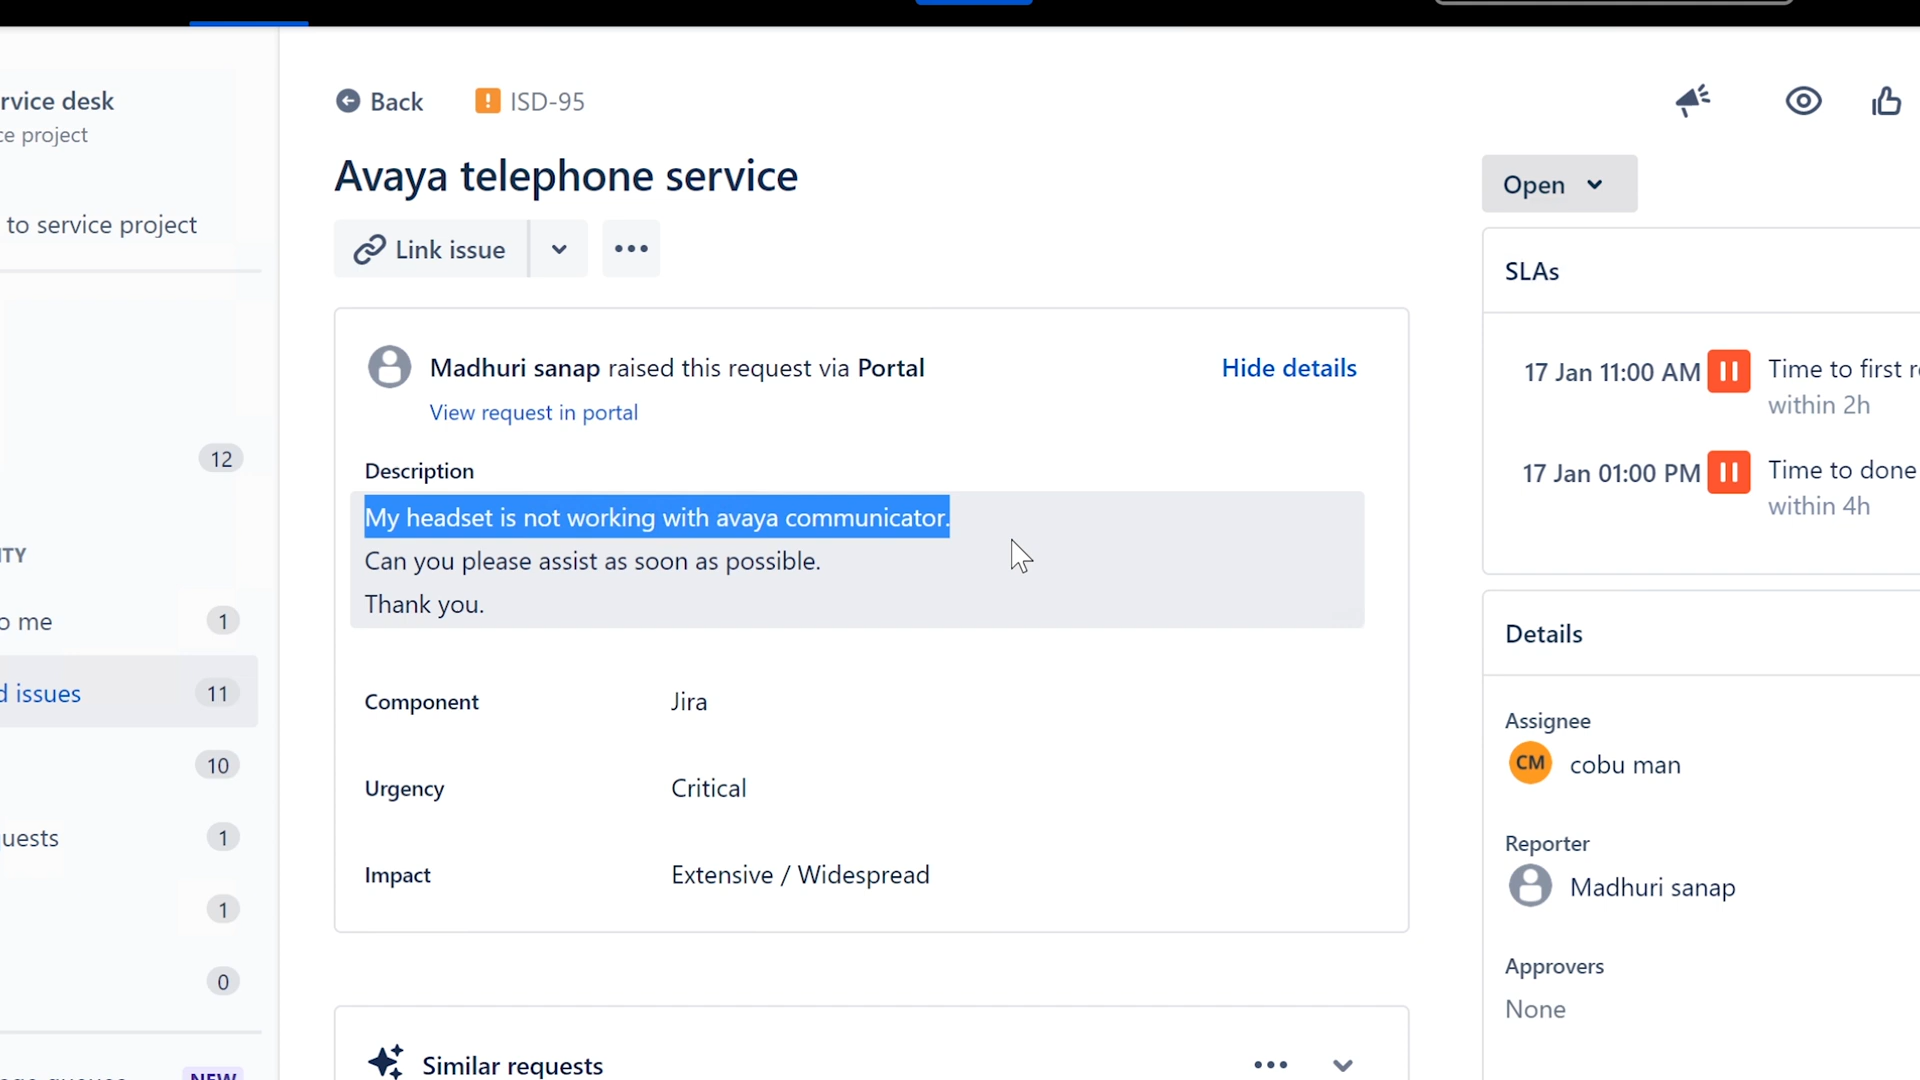 rvice desk
ce project
to service project
12
ITY
o me
1
d issues
11
10
uests
1
1
0
NEW
Back
ISD-95
Avaya telephone service
Link issue
Madhuri sanap raised this request via Portal
Hide details
View request in portal
Description
My headset is not working with avaya communicator.
Can you please assist as soon as possible.
Thank you.
Component
Jira
Urgency
Critical
Impact
Extensive / Widespread
Similar requests
Open
SLAs
17 Jan 11:00 AM
Time to first r
within 2h
17 Jan 01:00 PM
Time to done
within 4h
Details
Assignee
CM cobu man
Reporter
Madhuri sanap
Approvers
None